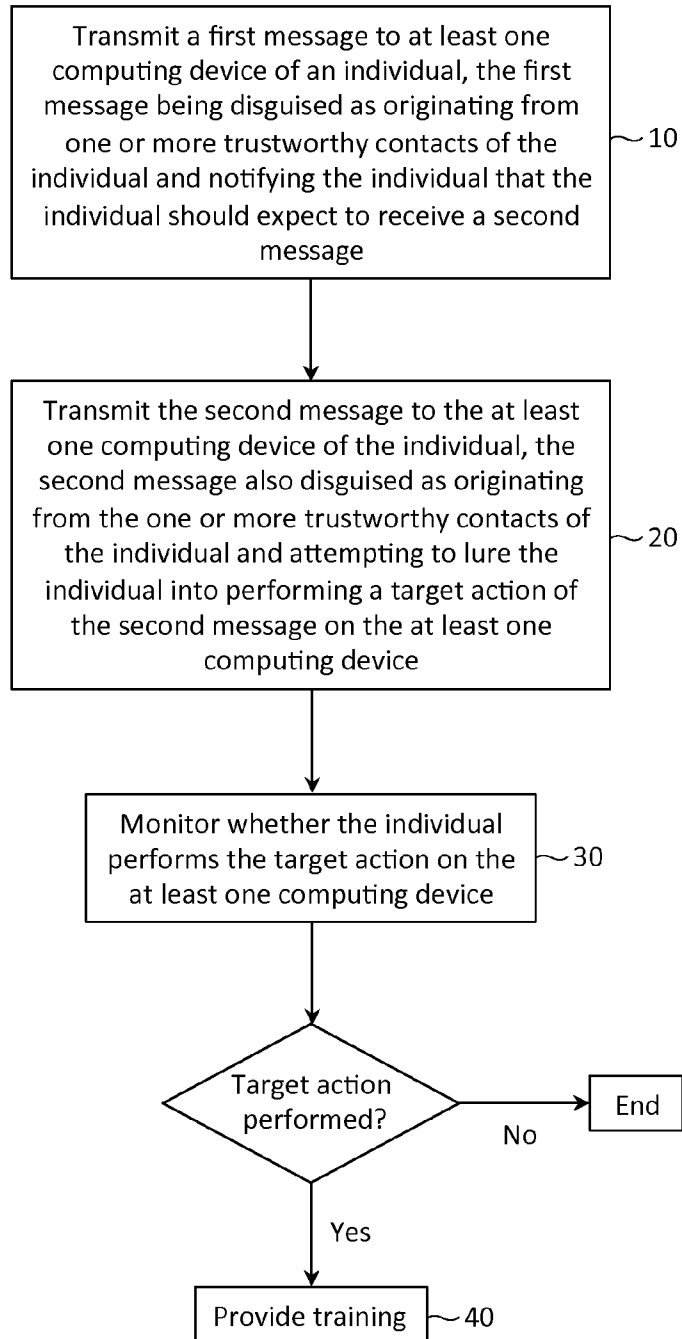 Transmit a first message to at least
one computing device of an individual, the first
message being disguised as originating from
one or more trustworthy contacts of the
individual and notifying the individual that the
individual should expect to receive a second
message
10
Transmit the second message to the at least
one computing device of the individual, the
second message also disguised as originating
from the one or more trustworthy contacts of
the individual and attempting to lure the
individual into performing a target action of
the second message on the at least one
computing device
20
Monitor whether the individual
performs the target action on the
at least one computing device
30
Target action
performed?
No
End
Yes
Provide training
40